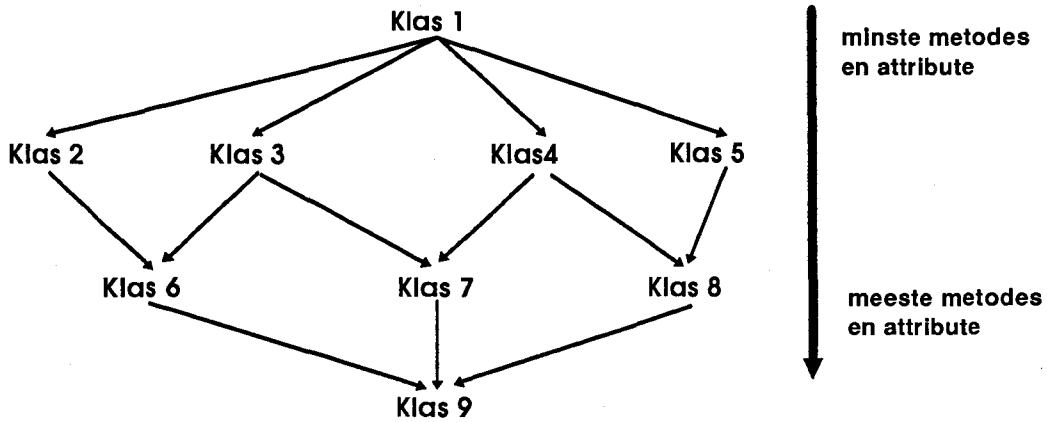 Klas 1
minste metodes
en attribute
Klas 2
Klas 3
Klas4
Klas 5
Klas 6
Klas 7
Klas 8
meeste metodes
en attribute
Klas 9